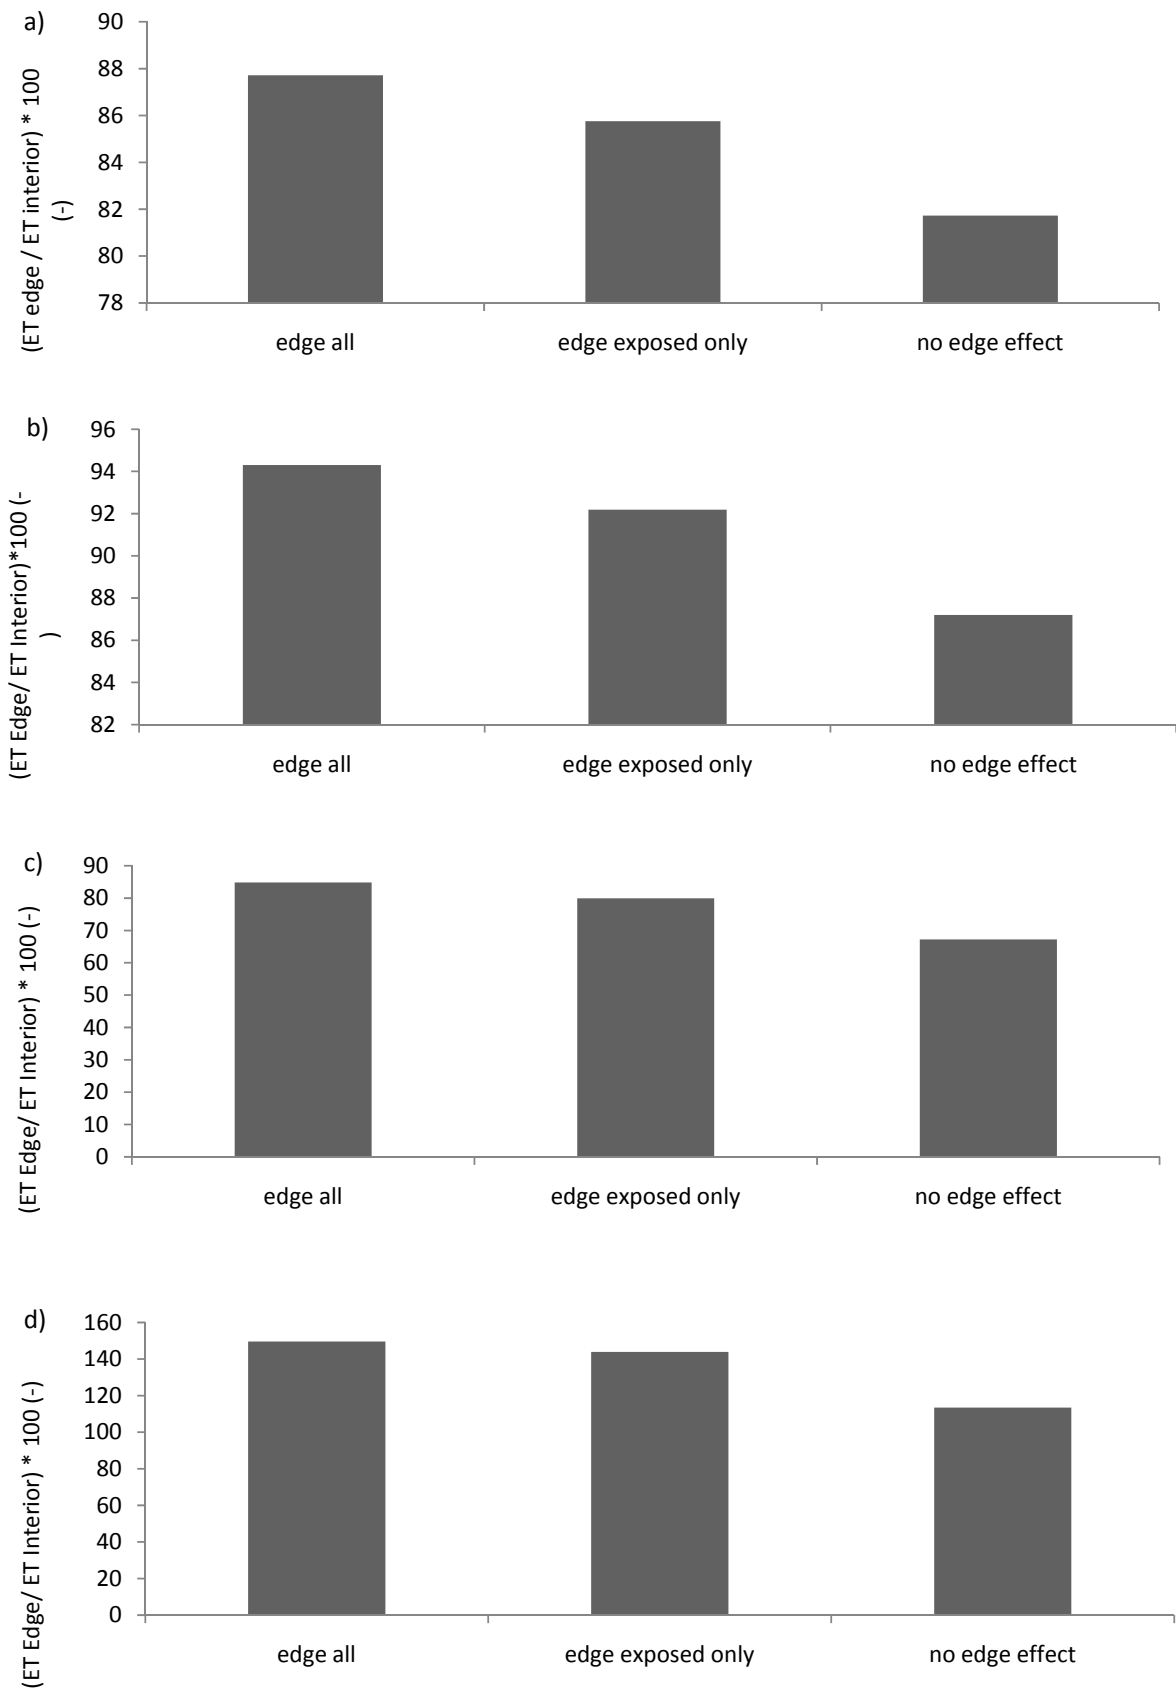 a)
(ET edge / ET interior) * 100
(-)
90
88
86
84
82
80
78
edge all
edge exposed only
no edge effect
b)
(ET Edge/ ET Interior)*100 (-
)
96
94
92
90
88
86
84
82
edge all
edge exposed only
no edge effect
c)
(ET Edge/ ET Interior) * 100 (-)
90
80
70
60
50
40
30
20
10
0
edge all
edge exposed only
no edge effect
d)
(ET Edge/ ET Interior) * 100 (-)
160
140
120
100
80
60
40
20
0
edge all
edge exposed only
no edge effect